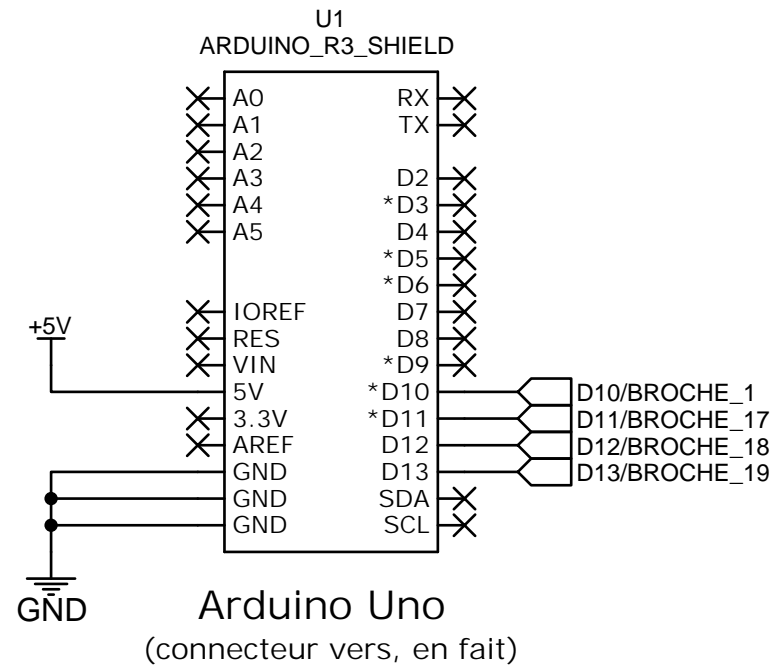 U1
ARDUINO_R3_SHIELD
A0 RX
A1 TX
A2
A3 D2
A4 *D3
A5 D4
*D5
*D6
IOREF D7
+5V RES D8
VIN *D9
5V *D10 D10/BROCHE_1
3.3V *D11 D11/BROCHE_17
AREF D12 D12/BROCHE_18
GND D13 D13/BROCHE_19
GND SDA
GND SCL
GND
Arduino Uno
(connecteur vers, en fait)